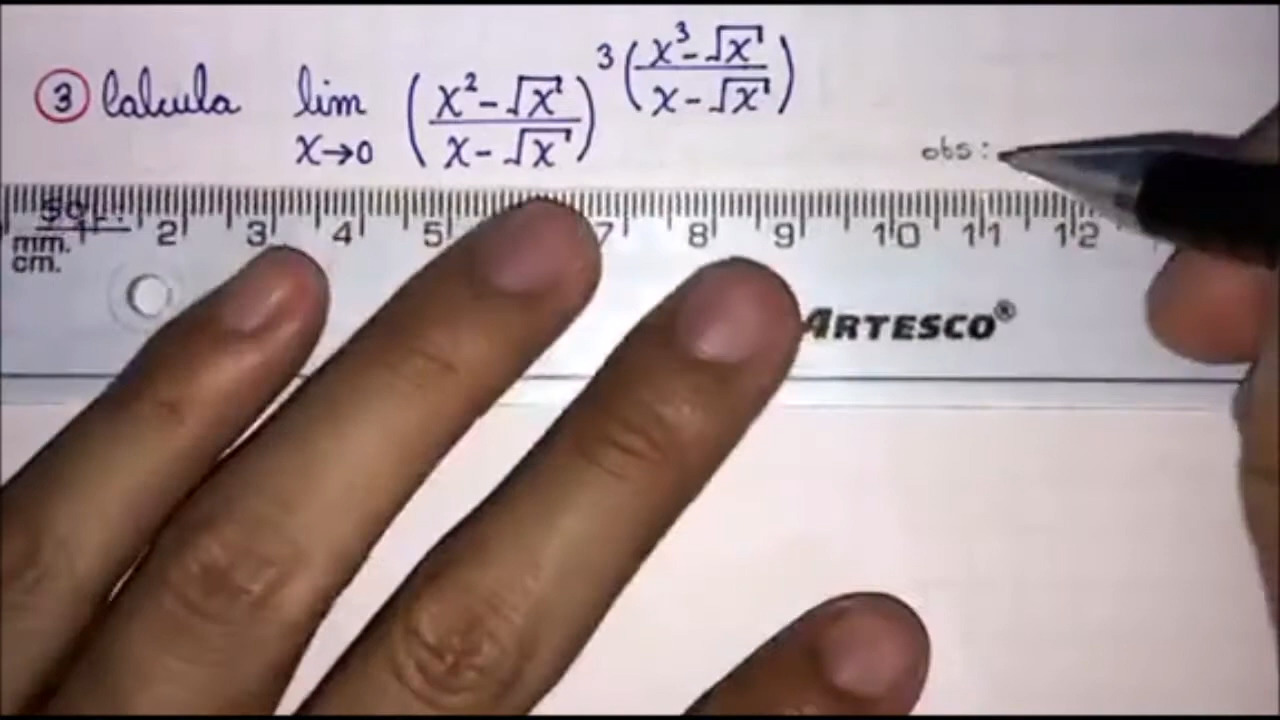 ③ Calcula lim x→0 ((x² - √x)/(x - √x))^(3((x³ - √x)/(x - √x)))
obs:
SOL:
1 2 3 4 5 7 8 9 10 11 12
mm.
cm.
ARTESCO®